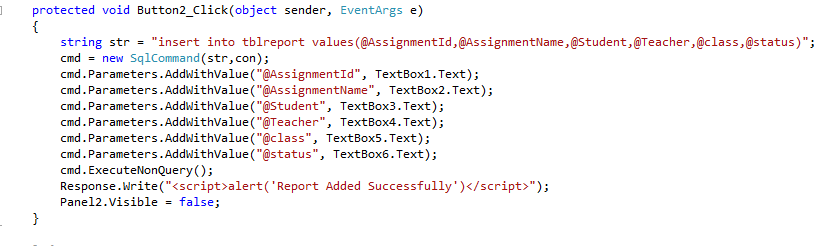 protected void Button2_Click(object sender, EventArgs e)
{
string str = "insert into tblreport values(@AssignmentId,@AssignmentName,@Student,@Teacher,@class,@status)";
cmd = new SqlCommand(str,con);
cmd.Parameters.AddWithValue("@AssignmentId", TextBox1.Text);
cmd.Parameters.AddWithValue("@AssignmentName", TextBox2.Text);
cmd.Parameters.AddWithValue("@Student", TextBox3.Text);
cmd.Parameters.AddWithValue("@Teacher", TextBox4.Text);
cmd.Parameters.AddWithValue("@class", TextBox5.Text);
cmd.Parameters.AddWithValue("@status", TextBox6.Text);
cmd.ExecuteNonQuery();
Response.Write("<script>alert('Report Added Successfully')</script>");
Panel2.Visible = false;
}